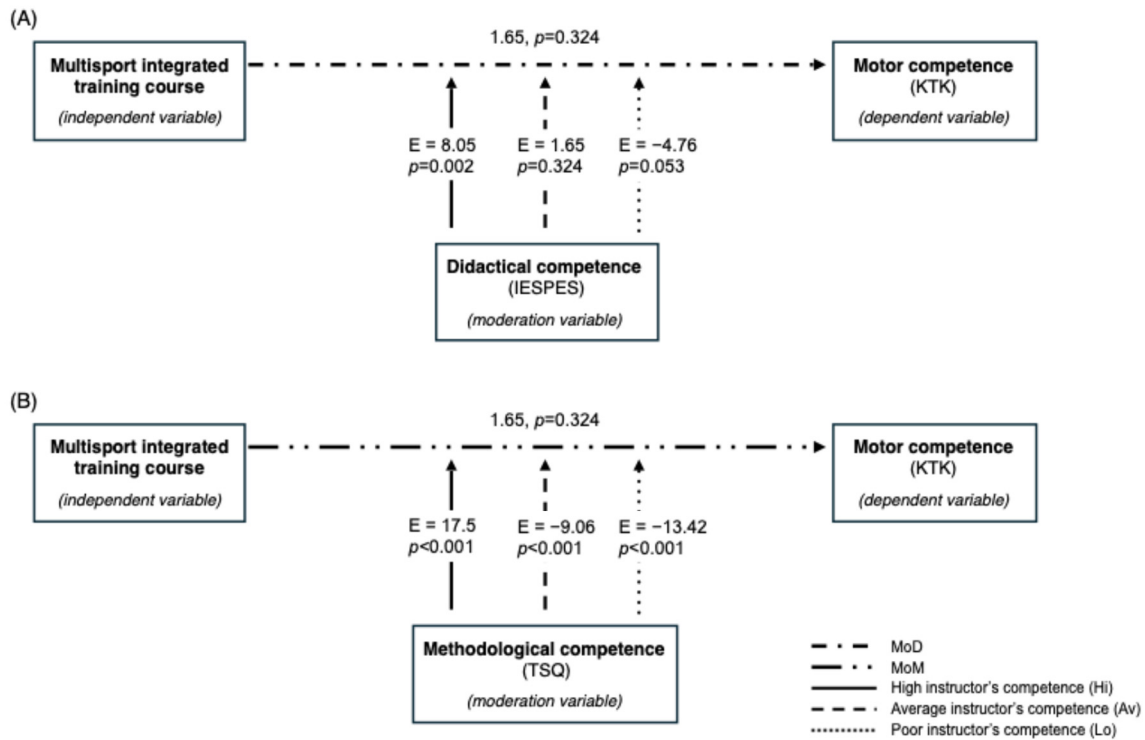 (A)
1.65, p=0.324
Multisport integrated
training course
(independent variable)
Motor competence
(KTK)
(dependent variable)
E = 8.05
p=0.002
E = 1.65
p=0.324
E = −4.76
p=0.053
Didactical competence
(IESPES)
(moderation variable)
(B)
1.65, p=0.324
Multisport integrated
training course
(independent variable)
Motor competence
(KTK)
(dependent variable)
E = 17.5
p<0.001
E = −9.06
p<0.001
E = −13.42
p<0.001
Methodological competence
(TSQ)
(moderation variable)
MoD
MoM
High instructor's competence (Hi)
Average instructor's competence (Av)
Poor instructor's competence (Lo)